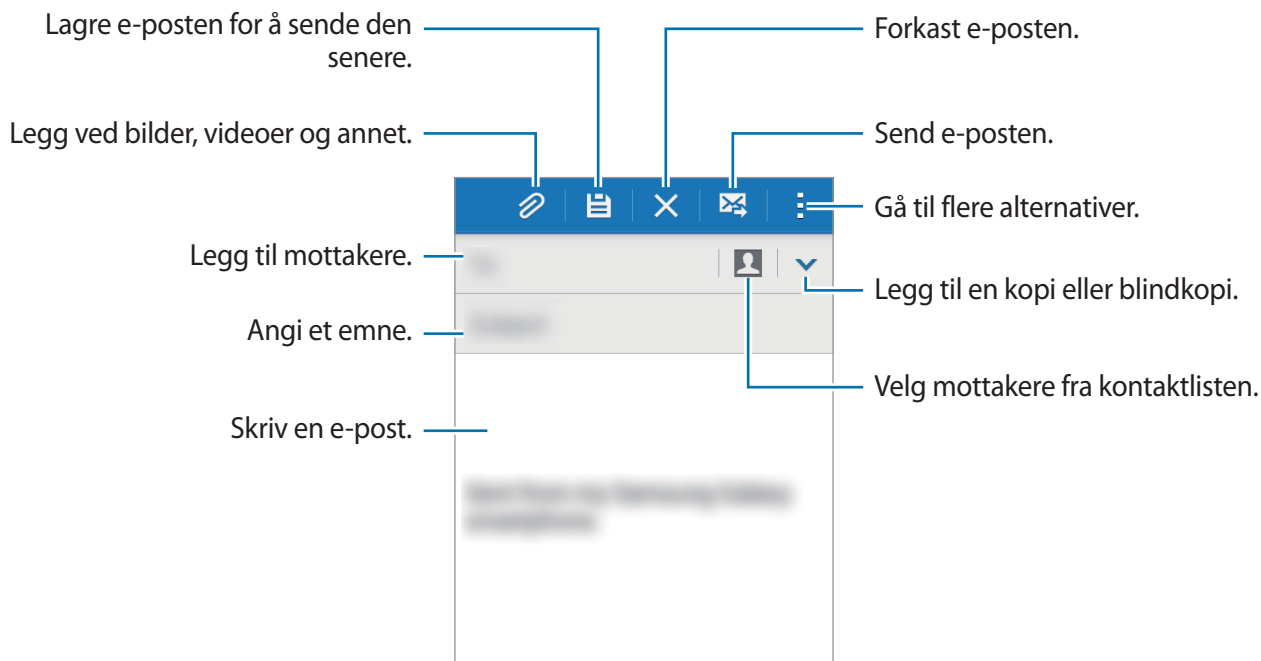 Lagre e-posten for å sende den
senere.
Forkast e-posten.
Legg ved bilder, videoer og annet.
Send e-posten.
Gå til flere alternativer.
Legg til mottakere.
Legg til en kopi eller blindkopi.
Angi et emne.
Velg mottakere fra kontaktlisten.
Skriv en e-post.